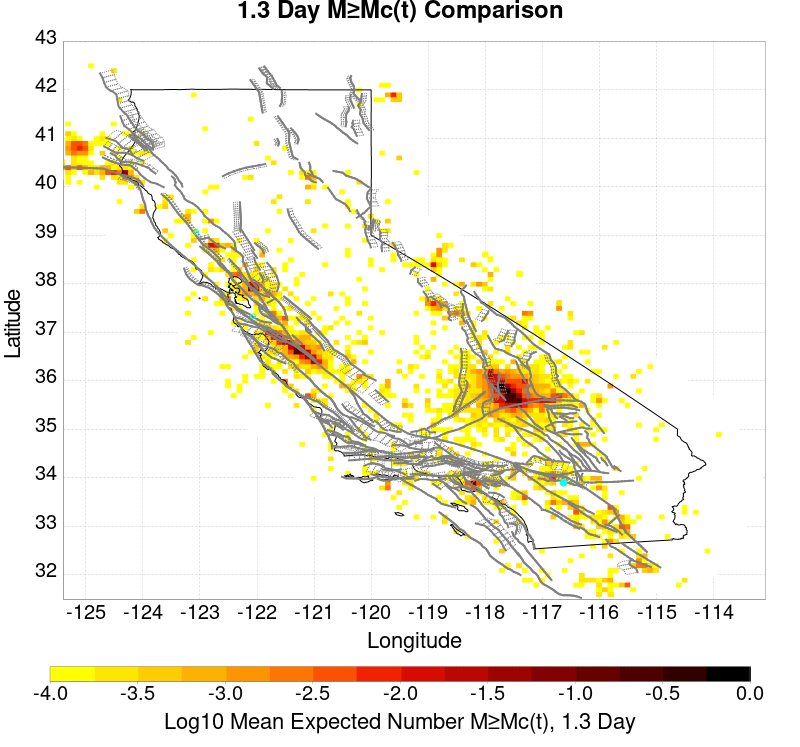 1.3 Day M≥Mc(t) Comparison
43
42
41
40
39
38
37
36
35
34
33
32
Latitude
-125 -124 -123 -122 -121 -120 -119 -118 -117 -116 -115 -114
Longitude
-4.0 -3.5 -3.0 -2.5 -2.0 -1.5 -1.0 -0.5 0.0
Log10 Mean Expected Number M≥Mc(t), 1.3 Day